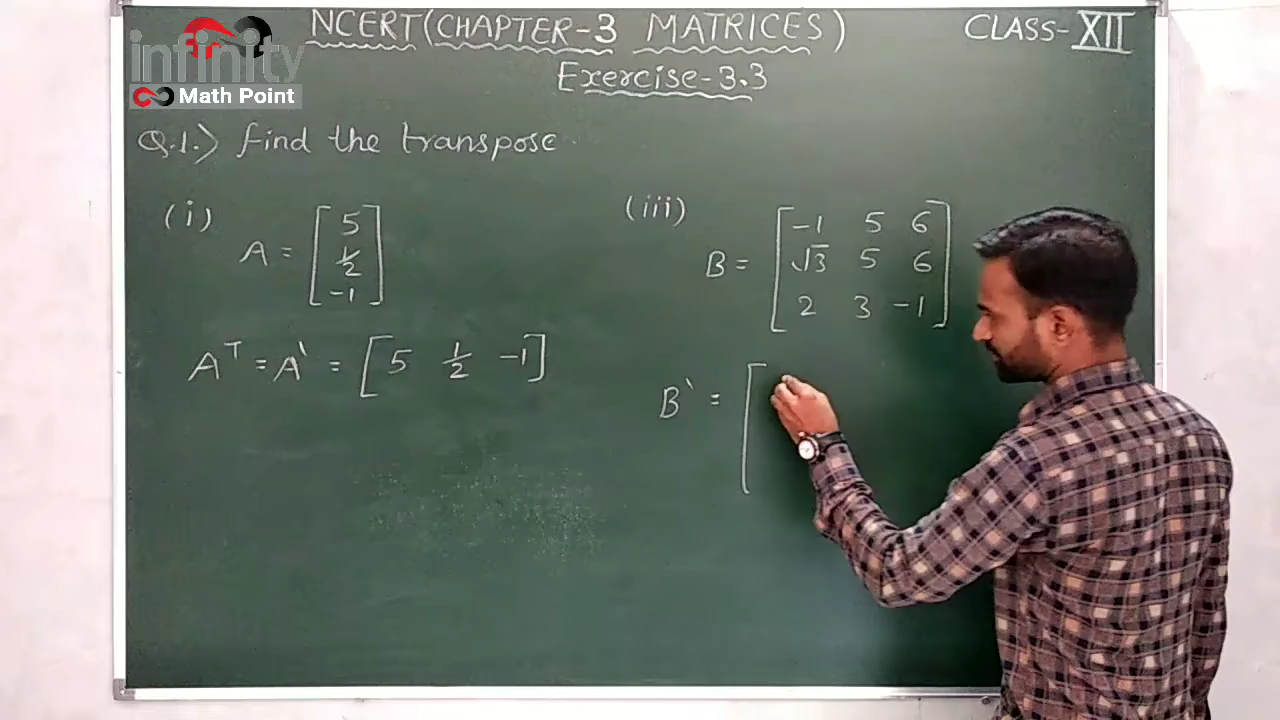 NCERT (CHAPTER-3 MATRICES)
CLASS-XII
infinity
Math Point
Exercise-3.3
Q.1.) find the transpose.
(i)
A = [5
1/2
-1]
A^T = A` = [5 1/2 -1]
(iii)
B = [-1 5 6
√3 5 6
2 3 -1]
B` = [